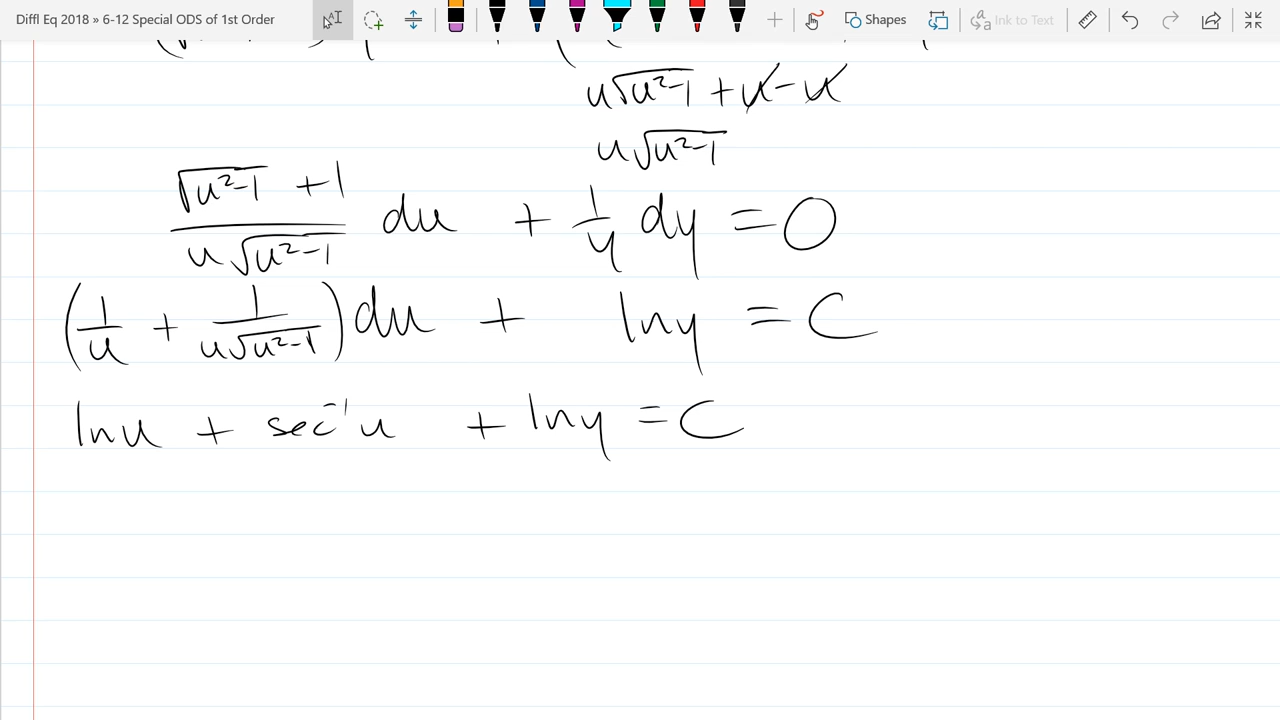 Diffl Eq 2018 » 6-12 Special ODS of 1st Order Shapes Ink to Text
u√(u²-1) + u - u
u√(u²-1)
(√(u²-1) + 1)/(u√(u²-1)) du + 1/y dy = 0
(1/u + 1/(u√(u²-1))) du + ln y = C
ln u + sec⁻¹ u + ln y = C